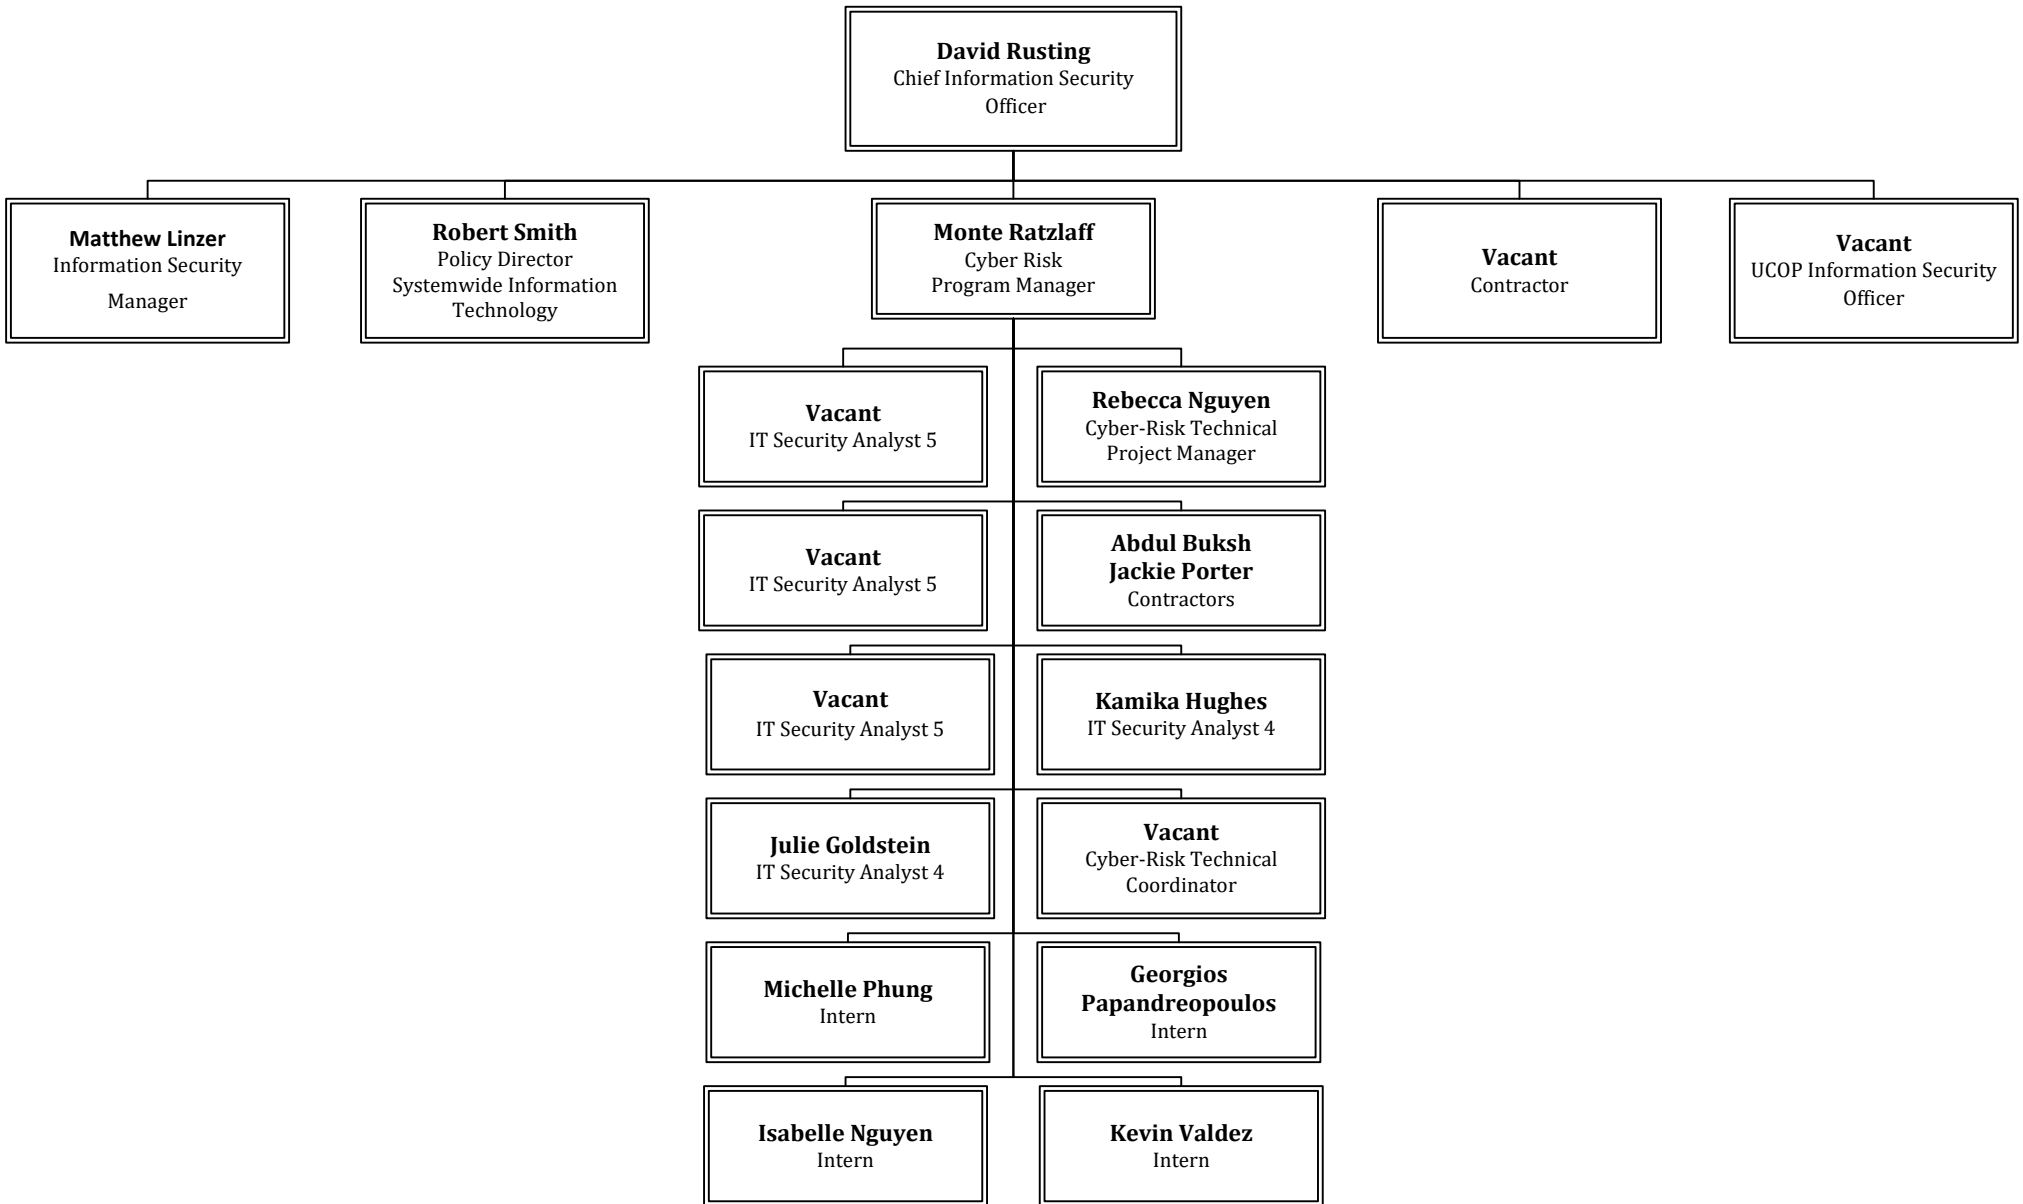 David Rusting
Chief Information Security
Officer
Matthew Linzer
Information Security
Manager
Robert Smith
Policy Director
Systemwide Information
Technology
Monte Ratzlaff
Cyber Risk
Program Manager
Vacant
Contractor
Vacant
UCOP Information Security
Officer
Vacant
IT Security Analyst 5
Rebecca Nguyen
Cyber-Risk Technical
Project Manager
Vacant
IT Security Analyst 5
Abdul Buksh
Jackie Porter
Contractors
Vacant
IT Security Analyst 5
Kamika Hughes
IT Security Analyst 4
Julie Goldstein
IT Security Analyst 4
Vacant
Cyber-Risk Technical
Coordinator
Michelle Phung
Intern
Georgios
Papandreopoulos
Intern
Isabelle Nguyen
Intern
Kevin Valdez
Intern